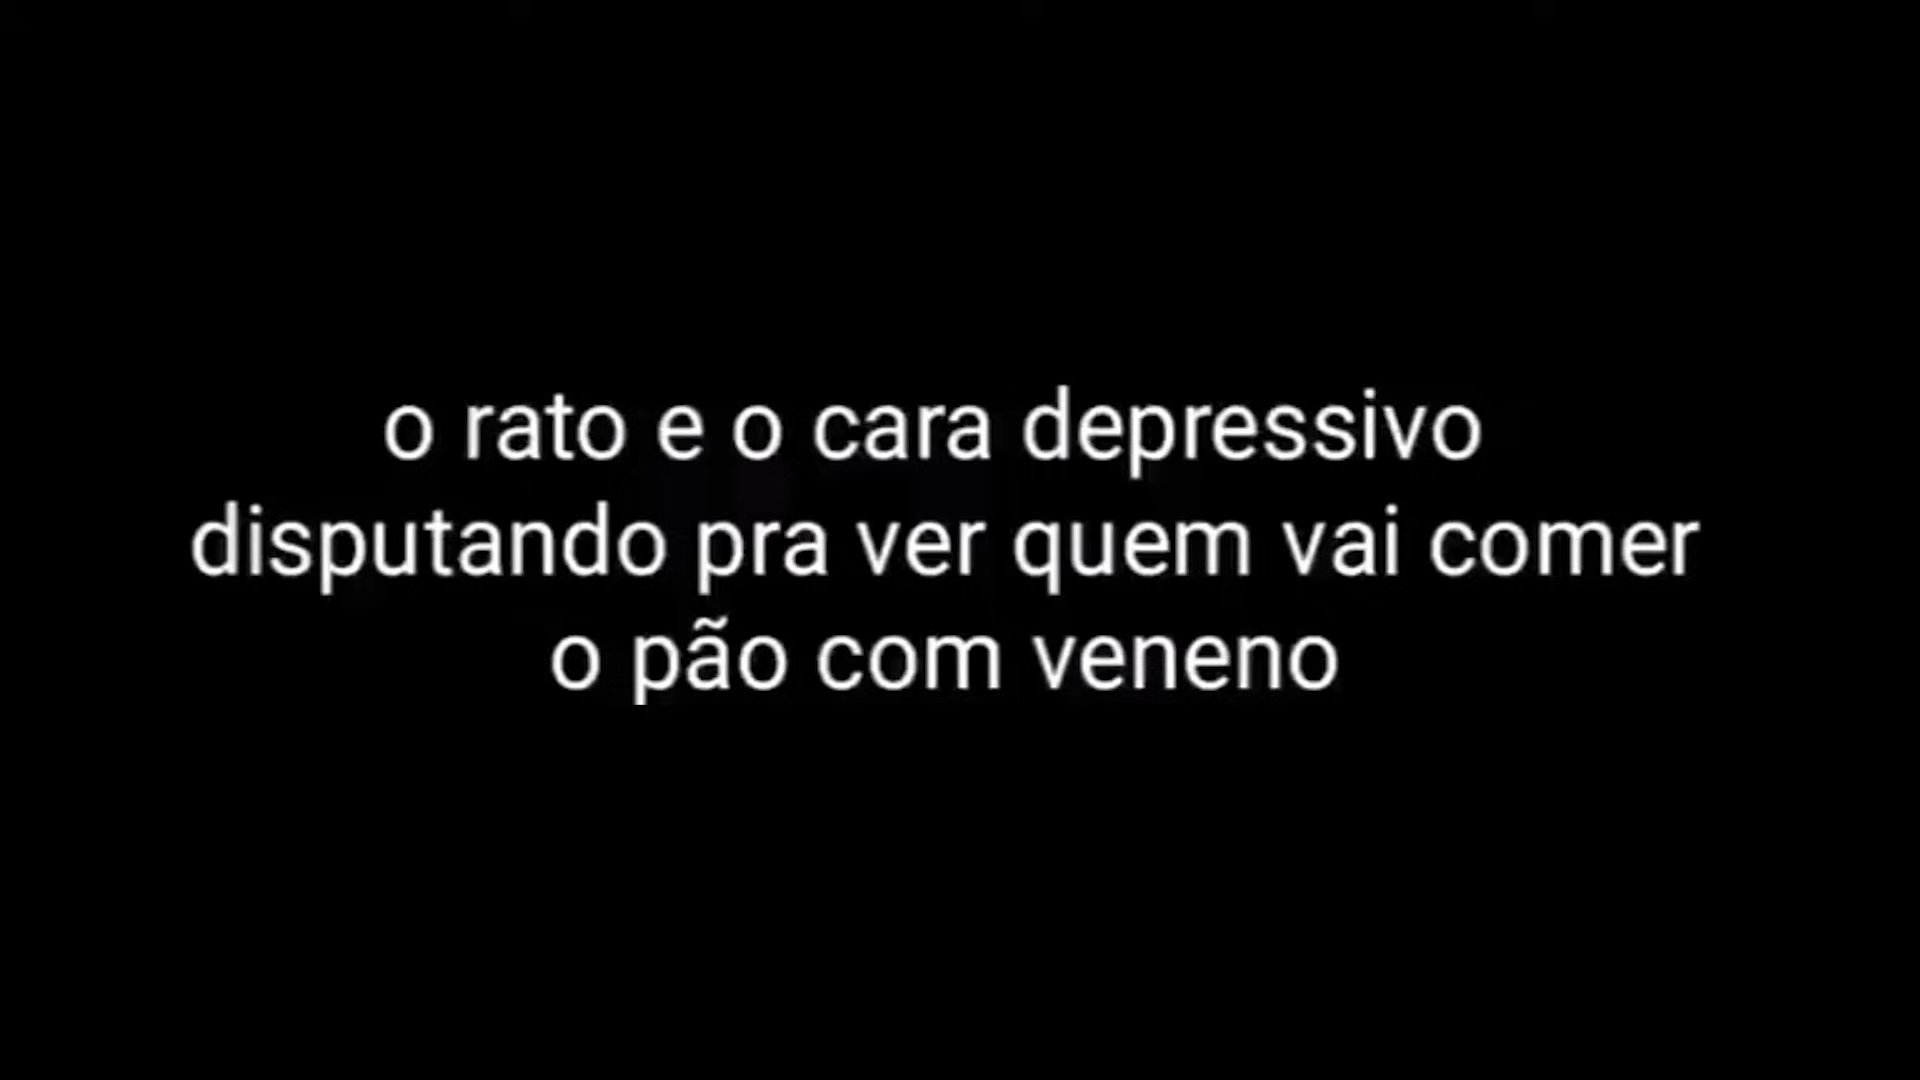 o rato e o cara depressivo
disputando pra ver quem vai comer
o pão com veneno